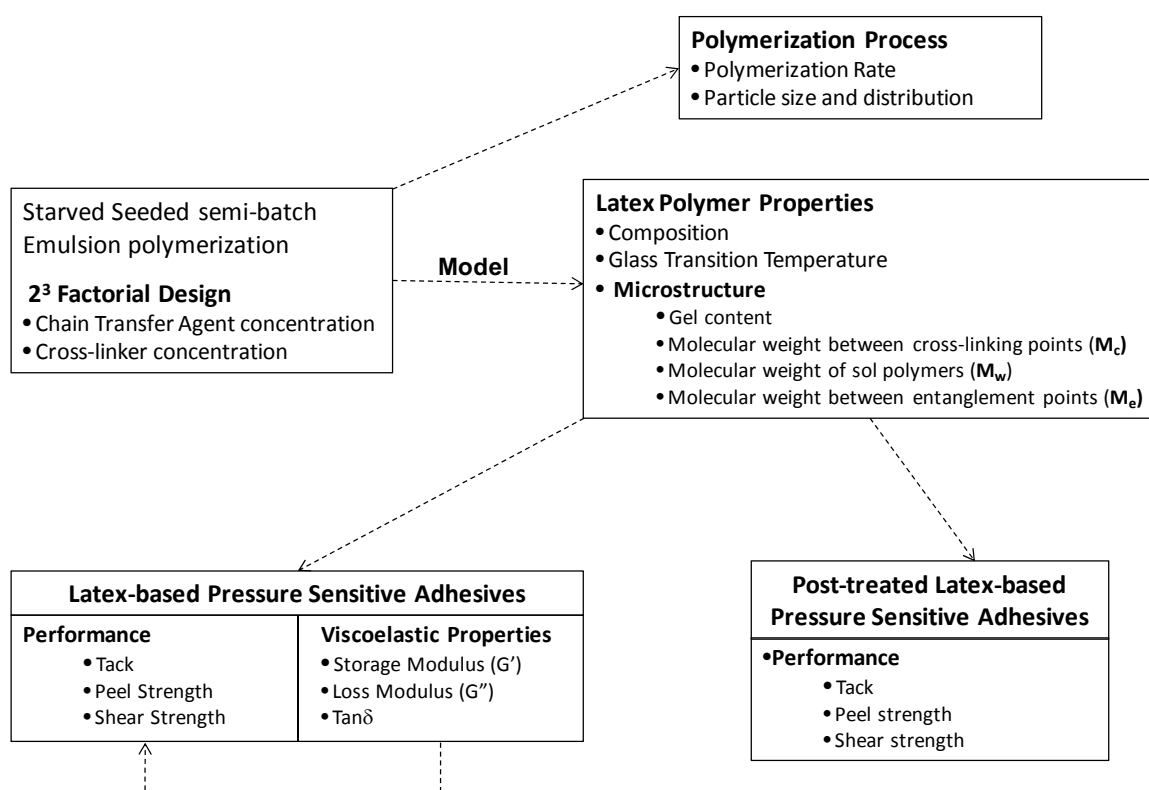 Polymerization Process
• Polymerization Rate
• Particle size and distribution
Starved Seeded semi-batch
Emulsion polymerization
2³ Factorial Design
• Chain Transfer Agent concentration
• Cross-linker concentration
Model
Latex Polymer Properties
• Composition
• Glass Transition Temperature
• Microstructure
• Gel content
• Molecular weight between cross-linking points (Mc)
• Molecular weight of sol polymers (Mw)
• Molecular weight between entanglement points (Me)
Latex-based Pressure Sensitive Adhesives
Performance
• Tack
• Peel Strength
• Shear Strength
Viscoelastic Properties
• Storage Modulus (G’)
• Loss Modulus (G”)
• Tanδ
Post-treated Latex-based
Pressure Sensitive Adhesives
•Performance
• Tack
• Peel strength
• Shear strength